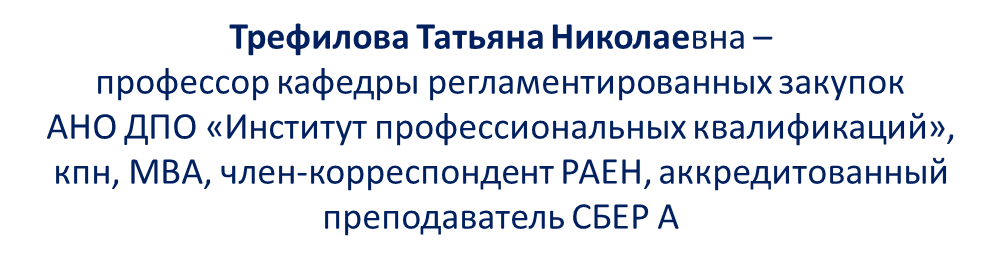 Трефилова Татьяна Николаевна –
профессор кафедры регламентированных закупок
АНО ДПО «Институт профессиональных квалификаций»,
кпн, МВА, член-корреспондент РАЕН, аккредитованный
преподаватель СБЕР А